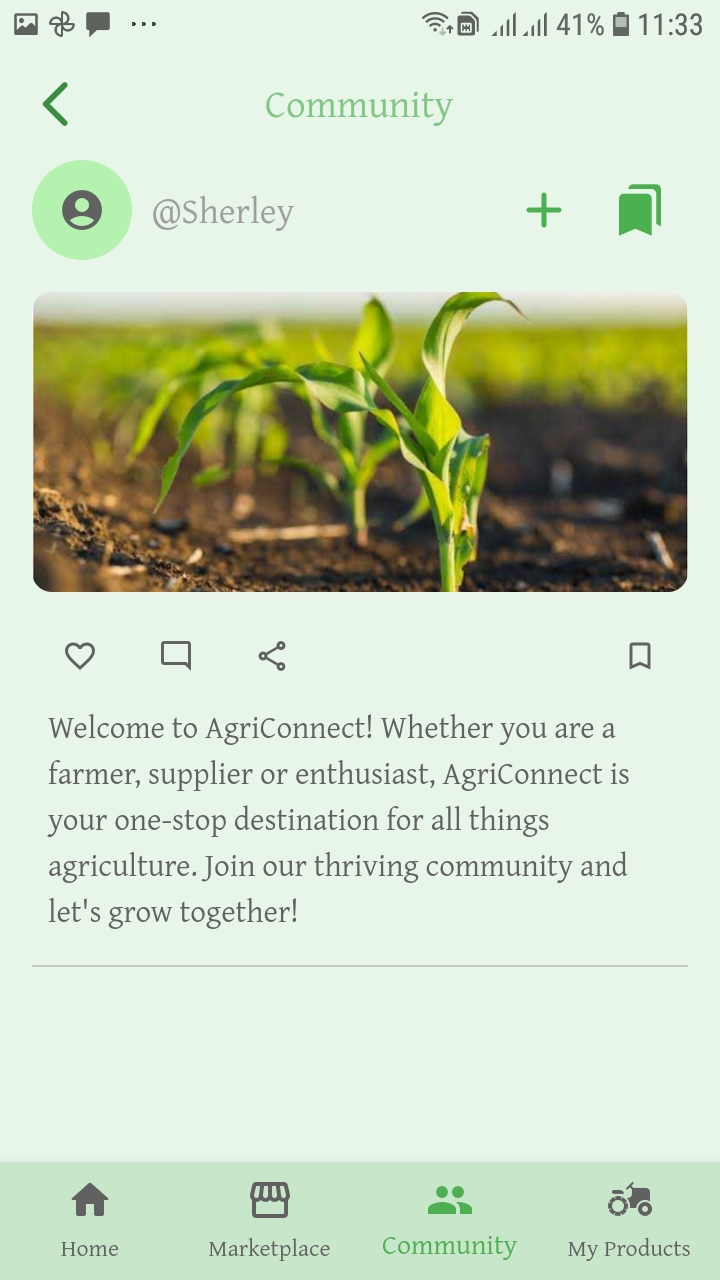 41% 11:33
Community
@Sherley
Welcome to AgriConnect! Whether you are a
farmer, supplier or enthusiast, AgriConnect is
your one-stop destination for all things
agriculture. Join our thriving community and
let's grow together!
Home Marketplace Community My Products